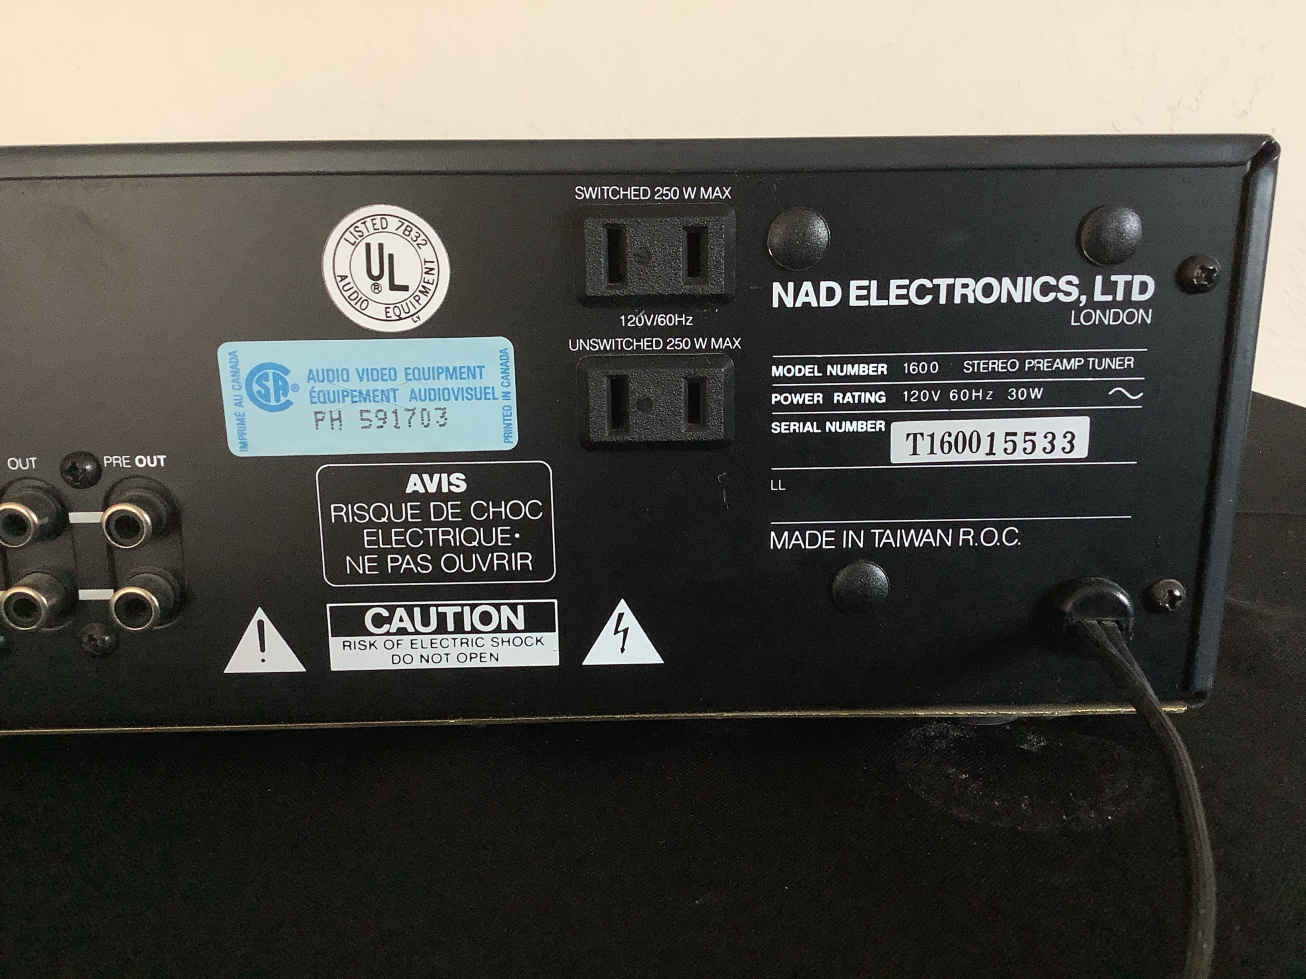 SWITCHED 250 W MAX
120V/60Hz
UNSWITCHED 250 W MAX
LISTED 7B32
UL
®
AUDIO EQUIPMENT
LT
IMPRIMÉ AU CANADA
SA ®
AUDIO VIDEO EQUIPMENT
ÉQUIPEMENT AUDIOVISUEL
PH 591703
PRINTED IN CANADA
NAD ELECTRONICS, LTD
LONDON
MODEL NUMBER 1600 STEREO PREAMP TUNER
POWER RATING 120V 60Hz 30W
SERIAL NUMBER T160015533
LL
MADE IN TAIWAN R.O.C.
OUT
PRE OUT
AVIS
RISQUE DE CHOC
ELECTRIQUE·
NE PAS OUVRIR
!
CAUTION
RISK OF ELECTRIC SHOCK
DO NOT OPEN